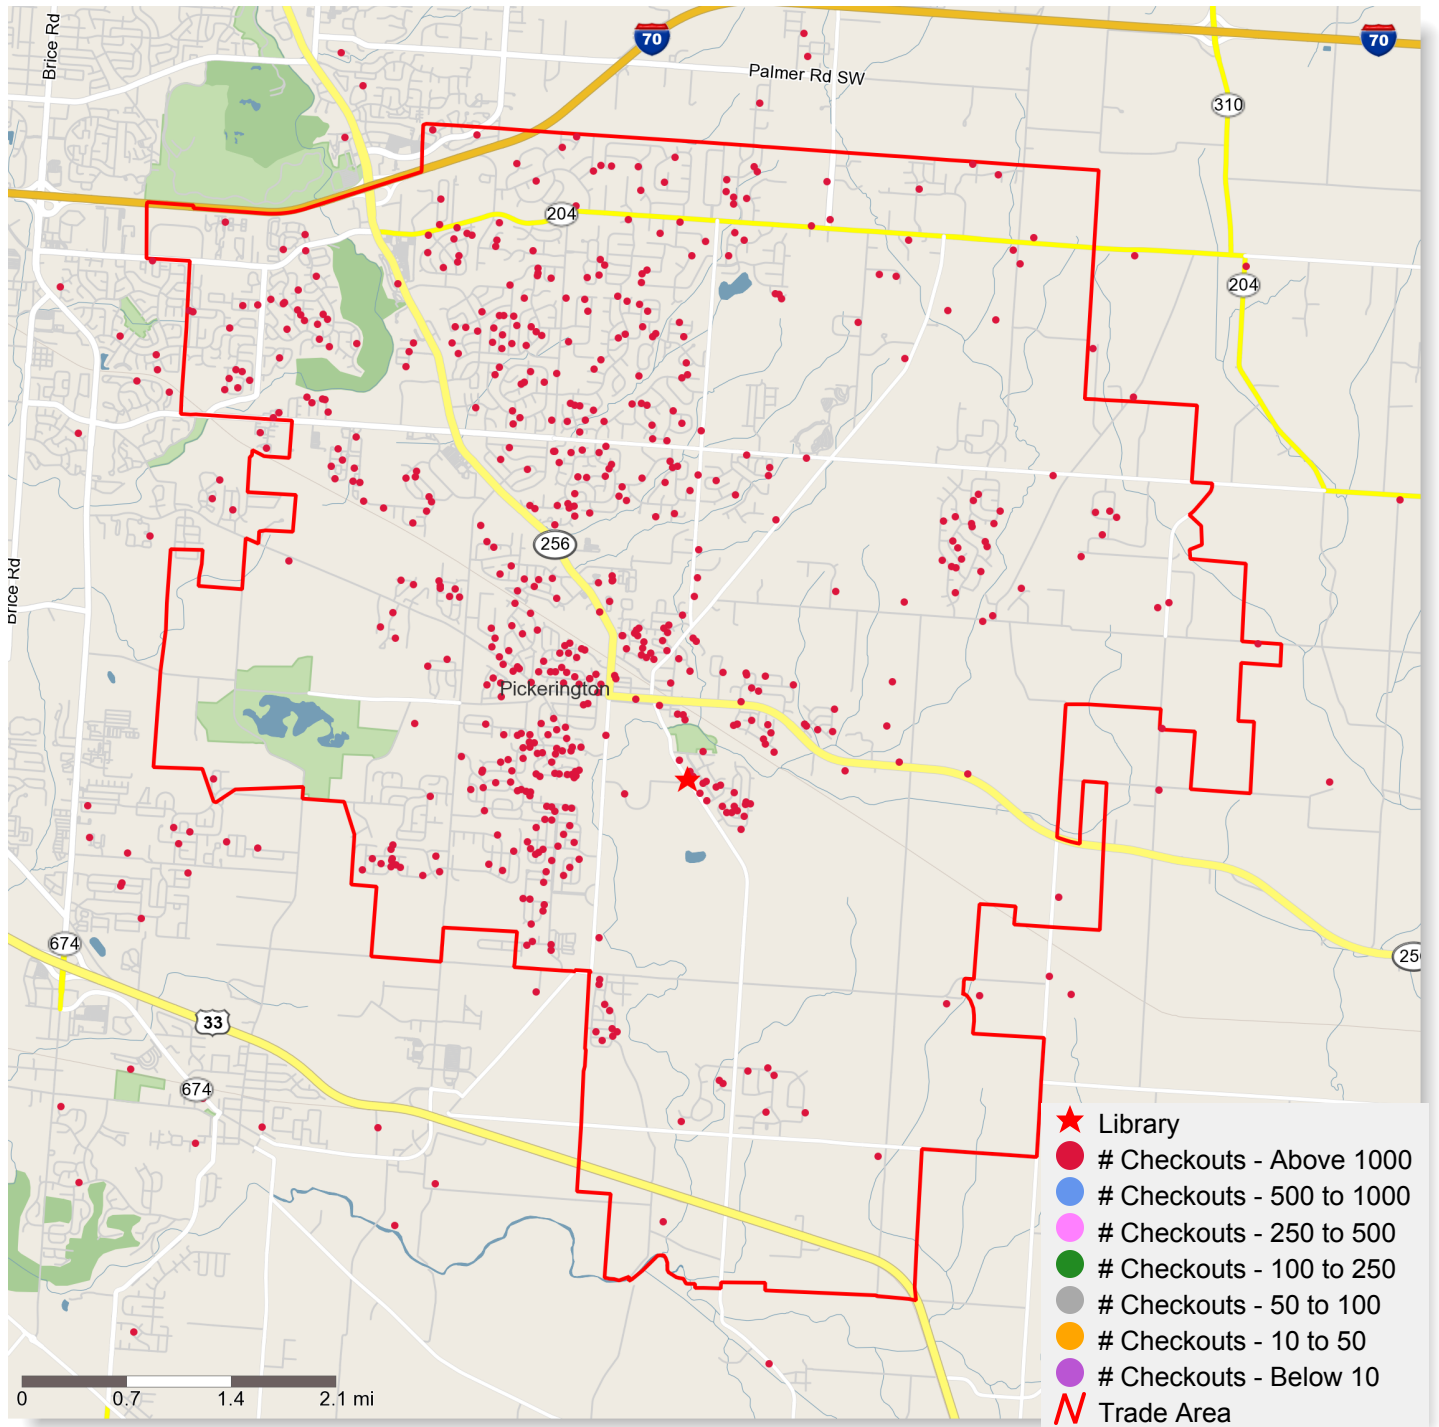 Brice Rd
70
70
Palmer Rd SW
310
204
204
256
Brice Rd
Pickerington
674
25
33
674
Library
# Checkouts - Above 1000
# Checkouts - 500 to 1000
# Checkouts - 250 to 500
# Checkouts - 100 to 250
# Checkouts - 50 to 100
# Checkouts - 10 to 50
# Checkouts - Below 10
Trade Area
0 0.7 1.4 2.1 mi